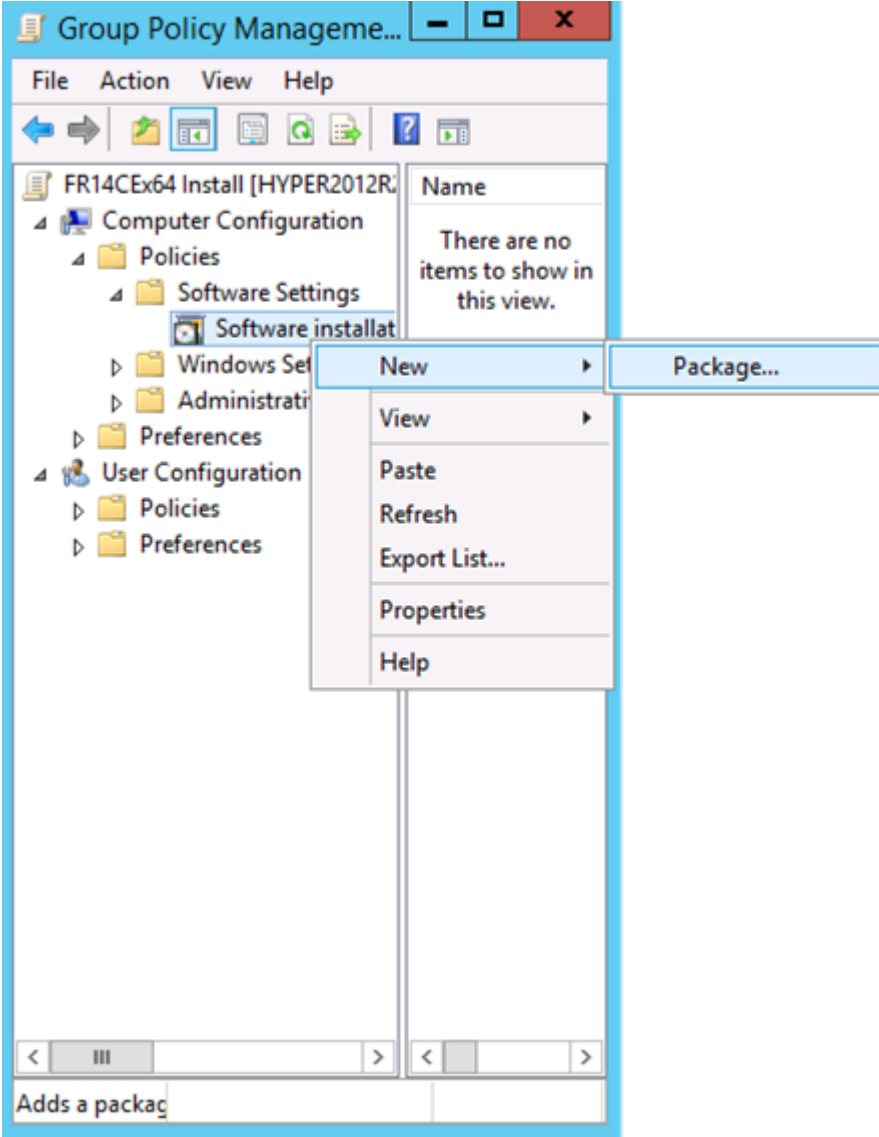 Group Policy Manageme...
File Action View Help
FR14CEx64 Install [HYPER2012R2
Name
Computer Configuration
Policies
There are no
items to show in
this view.
Software Settings
Software installat
Windows Set
Administrati
Preferences
User Configuration
Policies
Preferences
New
Package...
View
Paste
Refresh
Export List...
Properties
Help
Adds a packag